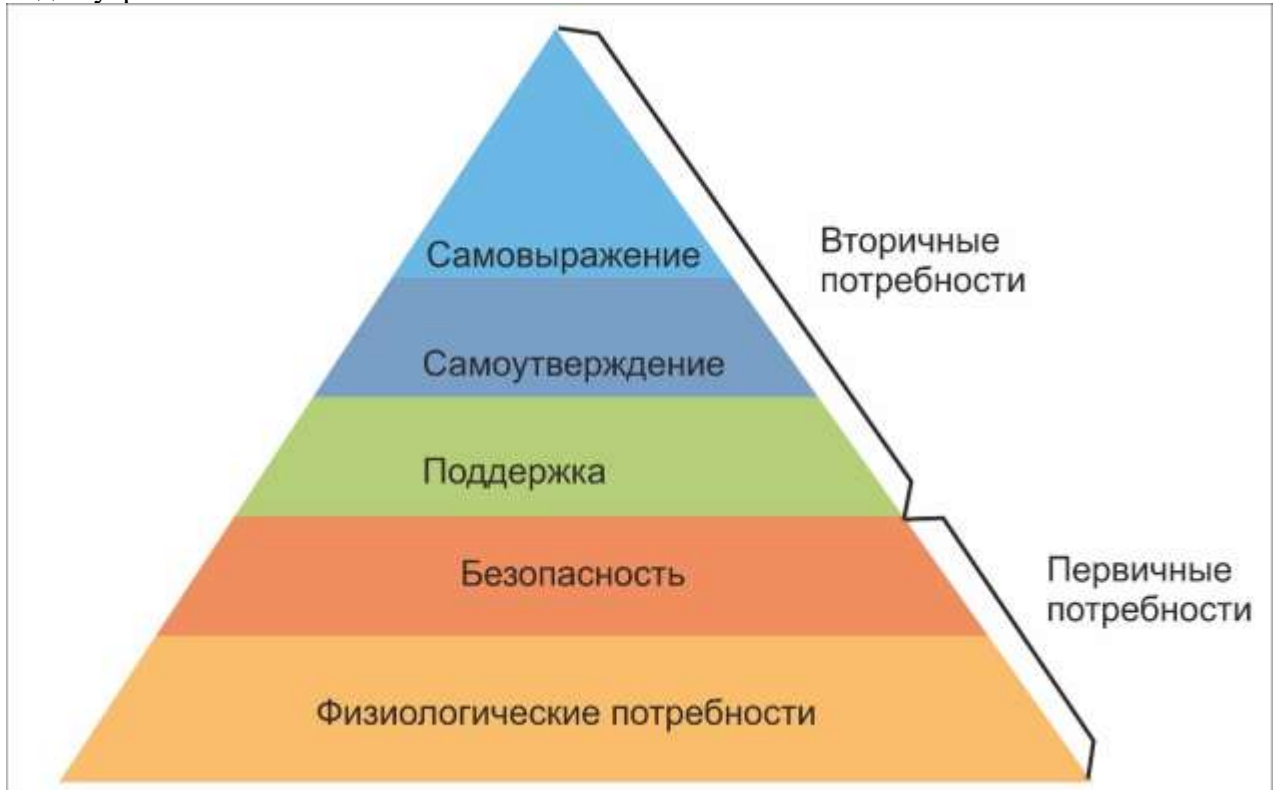 Самовыражение
Вторичные
потребности
Самоутверждение
Поддержка
Безопасность
Первичные
потребности
Физиологические потребности